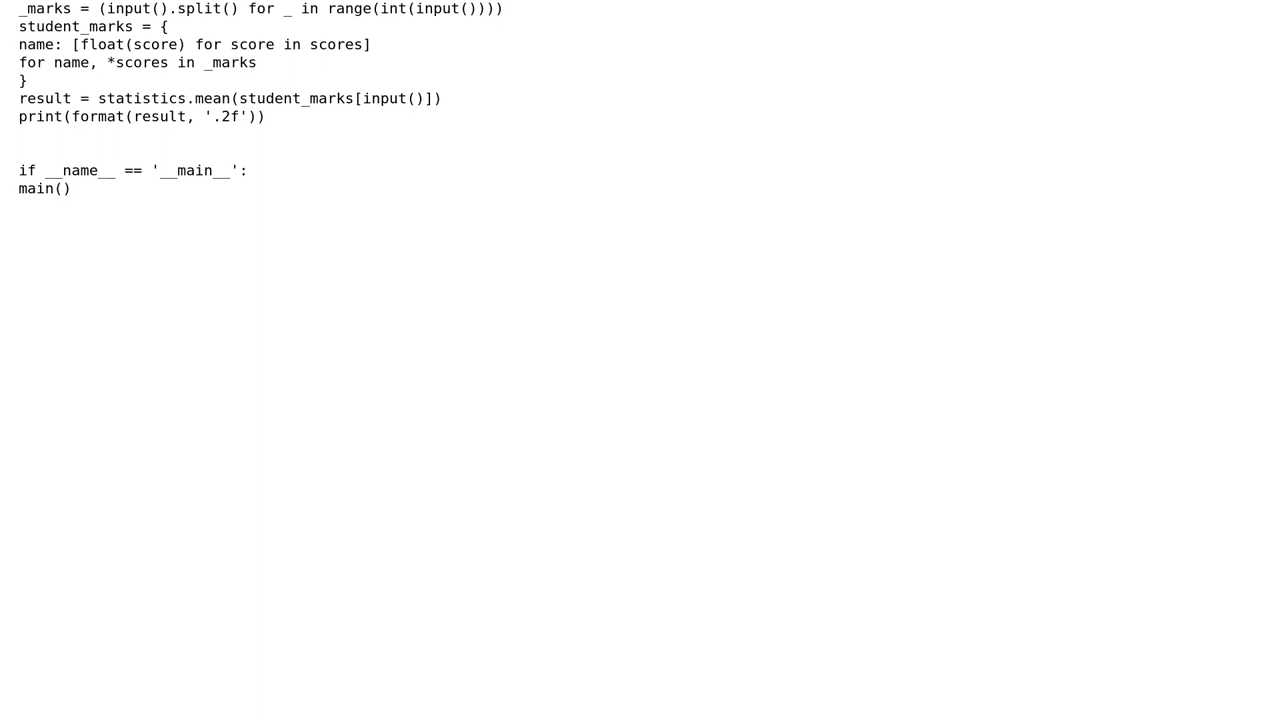 _marks = (input().split() for _ in range(int(input())))
student_marks = {
name: [float(score) for score in scores]
for name, *scores in _marks
}
result = statistics.mean(student_marks[input()])
print(format(result, '.2f'))
if __name__ == '__main__':
main()